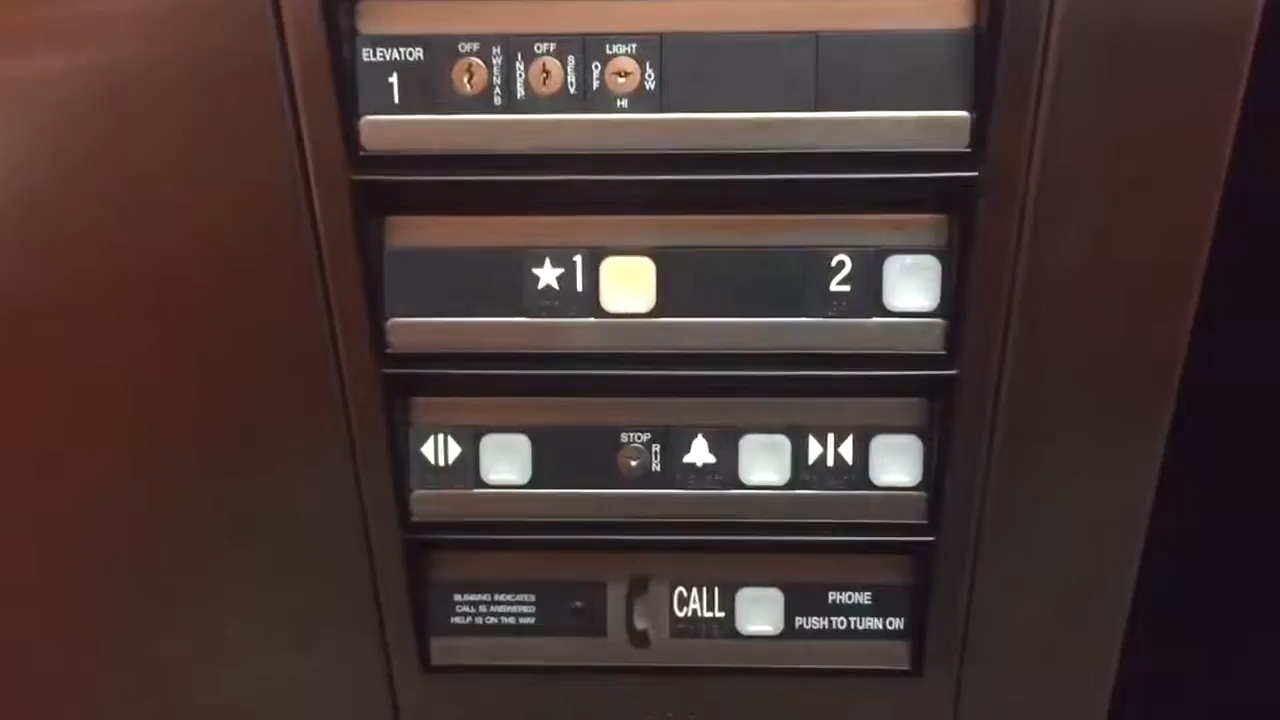 ELEVATOR
1
OFF
HWENAB
OFF
INDEP.
SERV.
LIGHT
OFF
LOW
HI
★1
2
STOP
RUN
BLINKING INDICATES
CALL IS ANSWERED
HELP IS ON THE WAY
CALL
PHONE
PUSH TO TURN ON